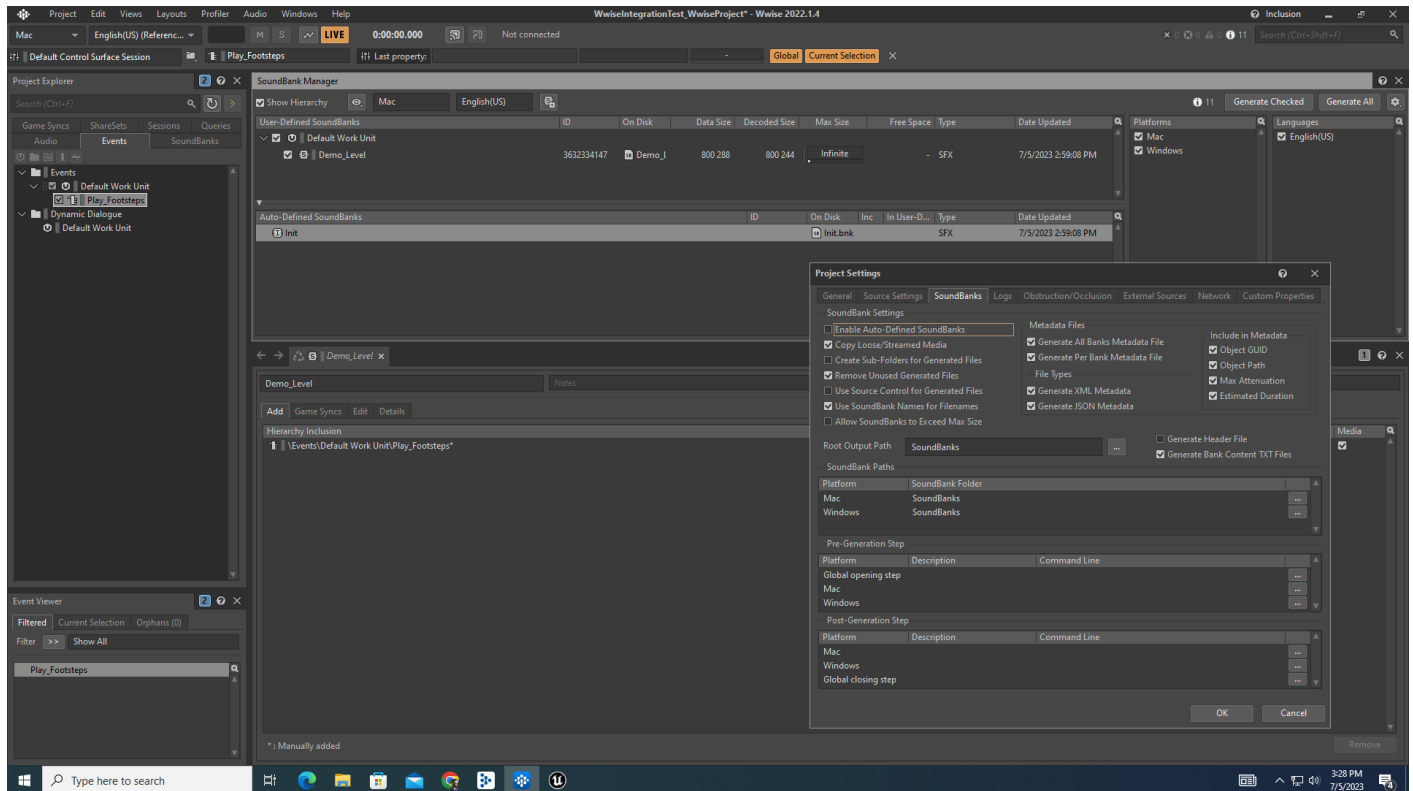 Project Edit Views Layouts Profiler Audio Windows Help WwiseIntegrationTest_WwiseProject* - Wwise 2022.1.4 Inclusion
Mac English(US) (Referenc... M S LIVE 0:00:00.000 Not connected 0 0 0 11 Search (Ctrl+Shift+F)
Default Control Surface Session Play_Footsteps Last property: - Global Current Selection
Project Explorer 2
Search (Ctrl+F)
Game Syncs ShareSets Sessions Queries
Audio Events SoundBanks
Events
Default Work Unit
Play_Footsteps
Dynamic Dialogue
Default Work Unit
SoundBank Manager
Show Hierarchy Mac English(US) 11 Generate Checked Generate All
User-Defined SoundBanks ID On Disk Data Size Decoded Size Max Size Free Space Type Date Updated
Default Work Unit
Demo_Level 3632334147 Demo_l 800 288 800 244 Infinite - SFX 7/5/2023 2:59:08 PM
Platforms
Mac
Windows
Languages
English(US)
Auto-Defined SoundBanks ID On Disk Inc In User-D... Type Date Updated
Init Init.bnk SFX 7/5/2023 2:59:08 PM
Demo_Level 1
Demo_Level Notes
Add Game Syncs Edit Details
Hierarchy Inclusion Media
\Events\Default Work Unit\Play_Footsteps*
* : Manually added
Remove
Project Settings
General Source Settings SoundBanks Logs Obstruction/Occlusion External Sources Network Custom Properties
SoundBank Settings
Enable Auto-Defined SoundBanks
Copy Loose/Streamed Media
Create Sub-Folders for Generated Files
Remove Unused Generated Files
Use Source Control for Generated Files
Use SoundBank Names for Filenames
Allow SoundBanks to Exceed Max Size
Metadata Files
Generate All Banks Metadata File
Generate Per Bank Metadata File
File Types
Generate XML Metadata
Generate JSON Metadata
Include in Metadata
Object GUID
Object Path
Max Attenuation
Estimated Duration
Root Output Path SoundBanks ...
Generate Header File
Generate Bank Content TXT Files
SoundBank Paths
Platform SoundBank Folder
Mac SoundBanks ...
Windows SoundBanks ...
Pre-Generation Step
Platform Description Command Line
Global opening step ...
Mac ...
Windows ...
Post-Generation Step
Platform Description Command Line
Mac ...
Windows ...
Global closing step ...
OK Cancel
Event Viewer 2
Filtered Current Selection Orphans (0)
Filter >> Show All
Play_Footsteps
Type here to search
3:28 PM
7/5/2023
4